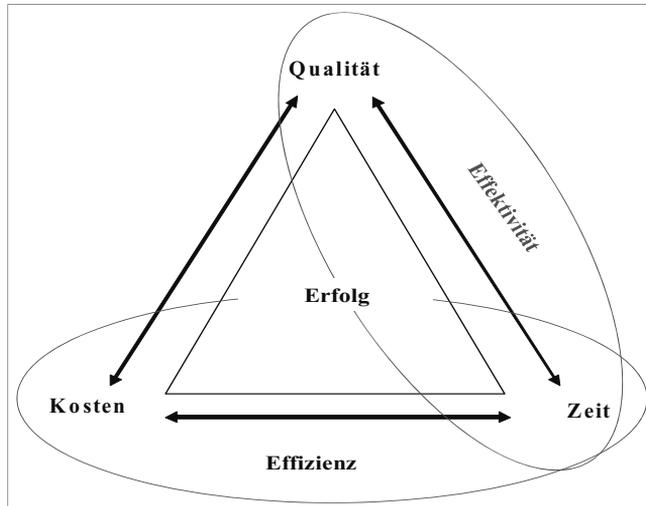 Qualität
Effektivität
Erfolg
Kosten
Zeit
Effizienz